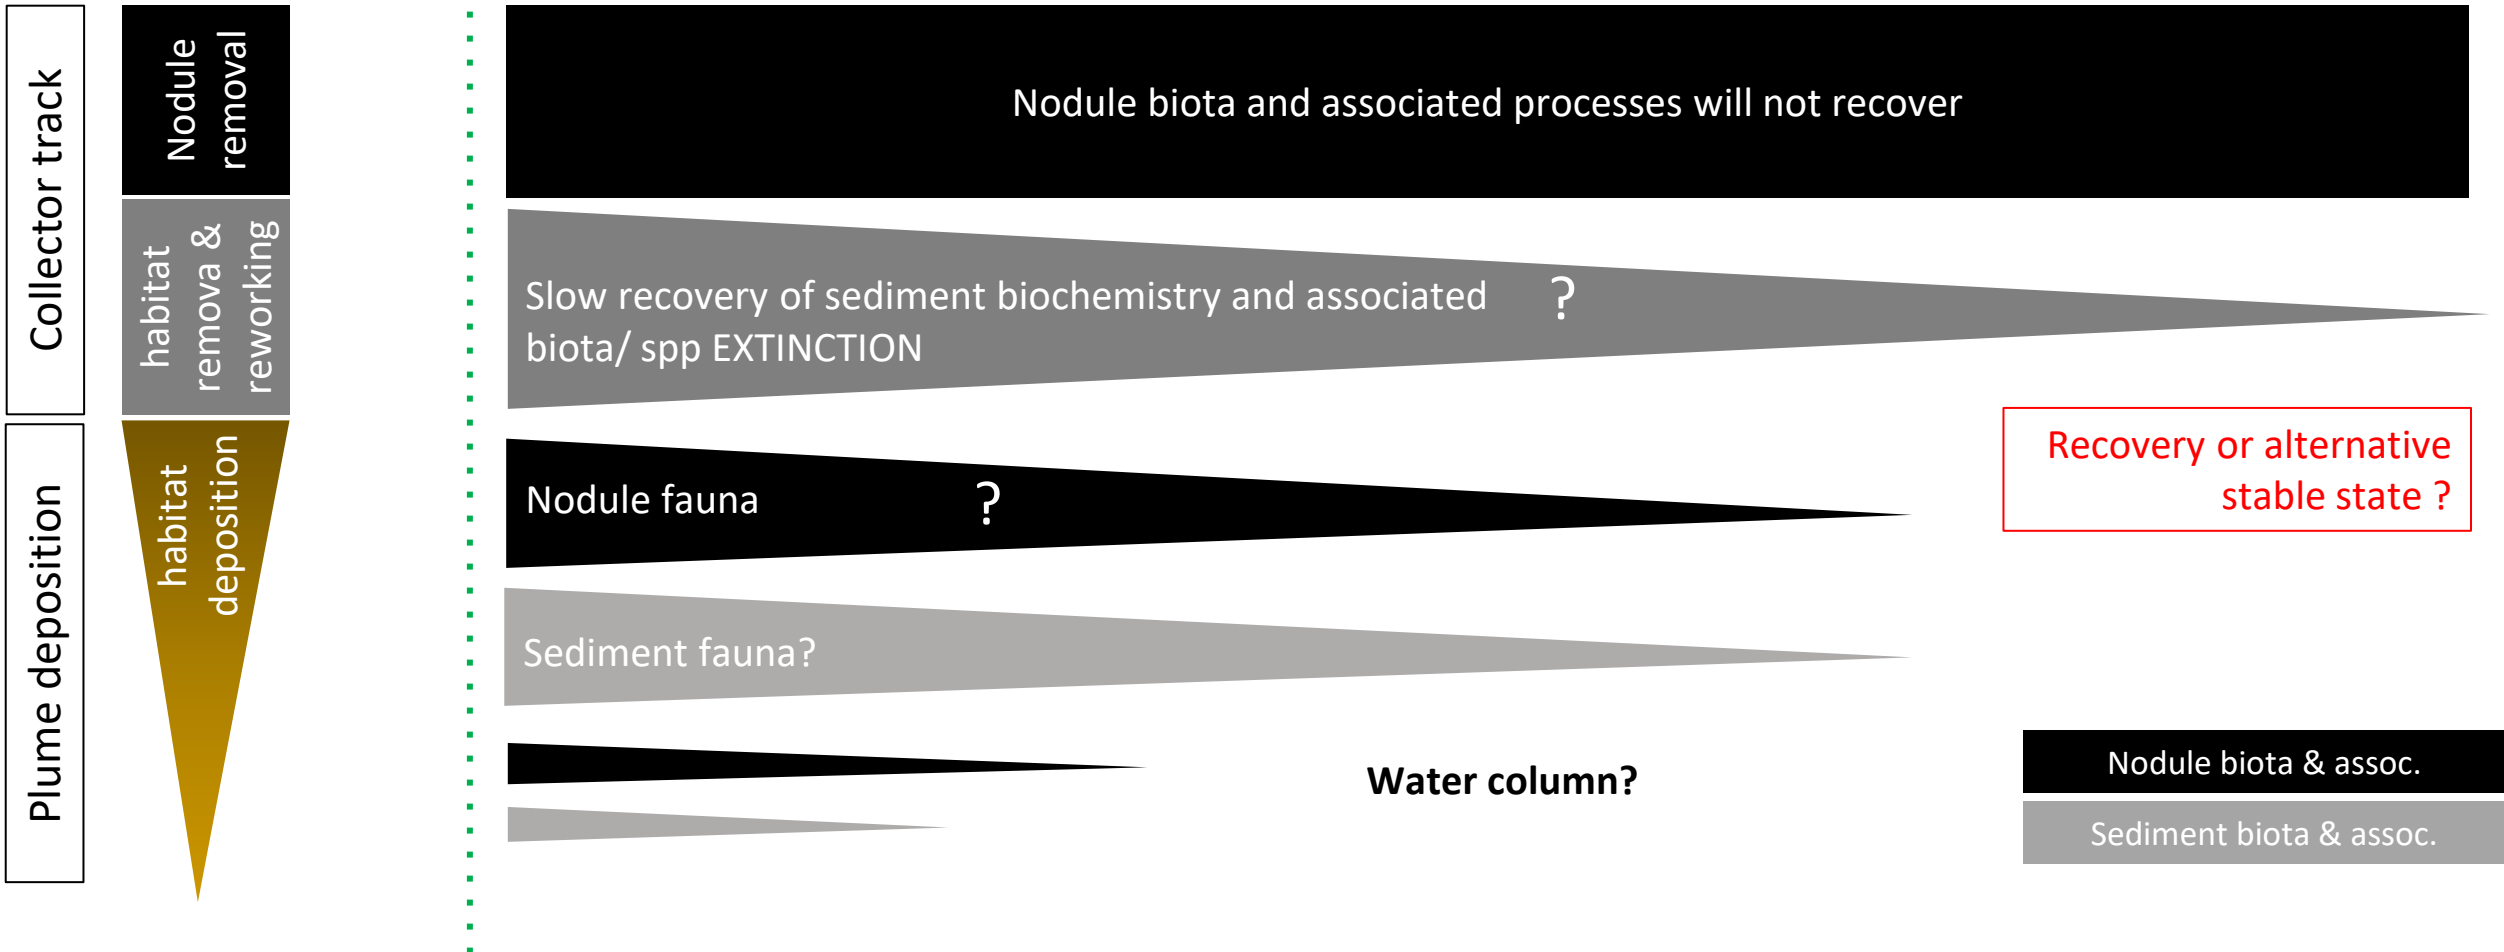 Collector track
Nodule
removal
Nodule biota and associated processes will not recover
habitat
remova &
reworking
Slow recovery of sediment biochemistry and associated ?
biota/ spp EXTINCTION
Plume deposition
habitat
deposition
Nodule fauna ?
Recovery or alternative
stable state ?
Sediment fauna?
Water column?
Nodule biota & assoc.
Sediment biota & assoc.